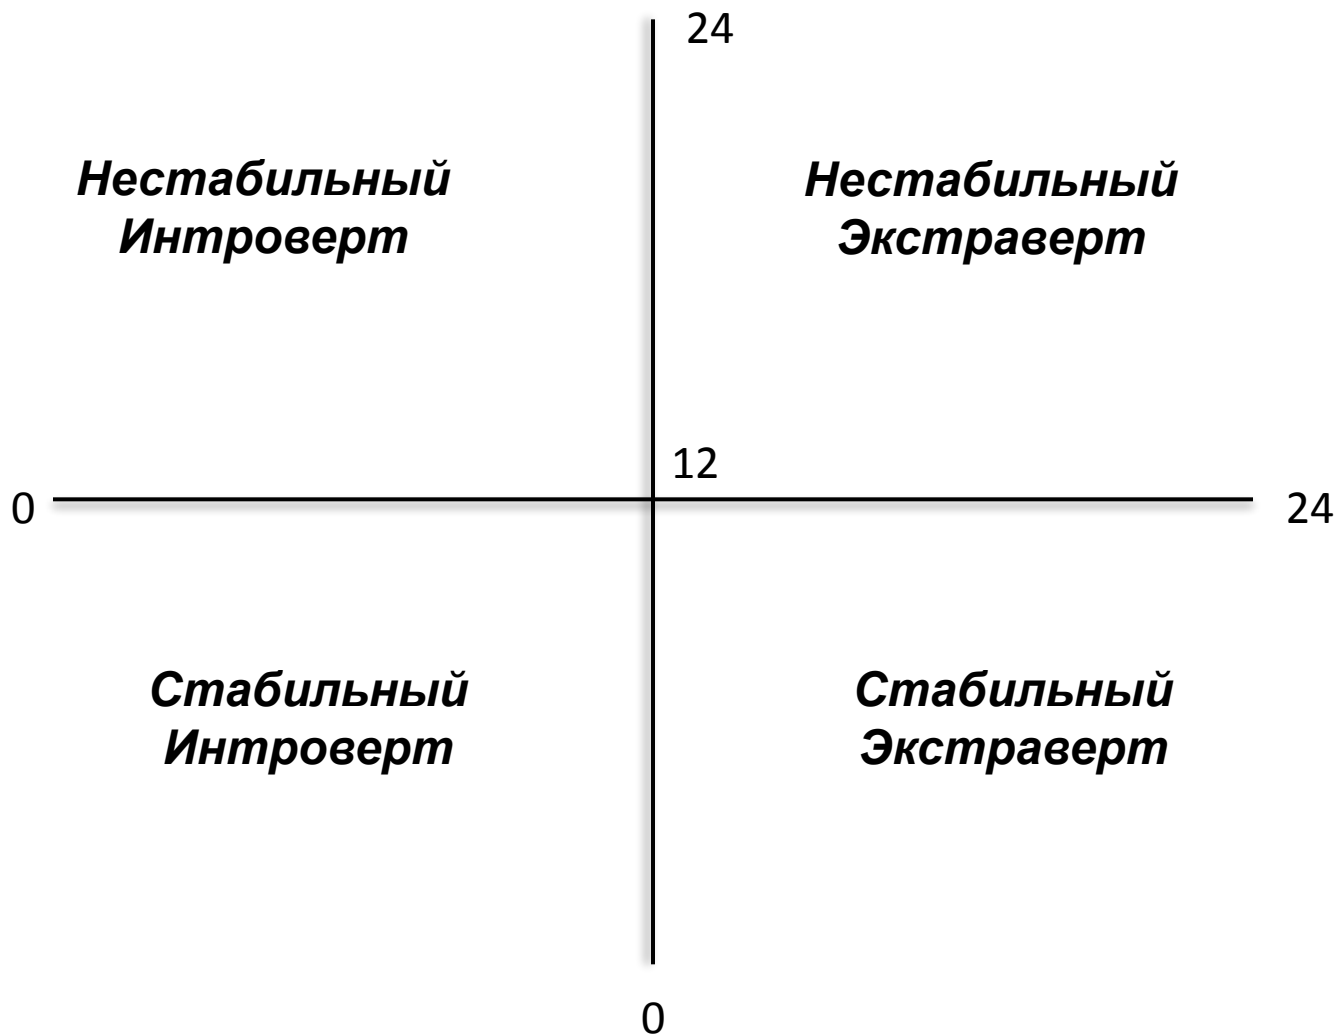 24
Нестабильный
Интроверт
Нестабильный
Экстраверт
12
0
24
Стабильный
Интроверт
Стабильный
Экстраверт
0